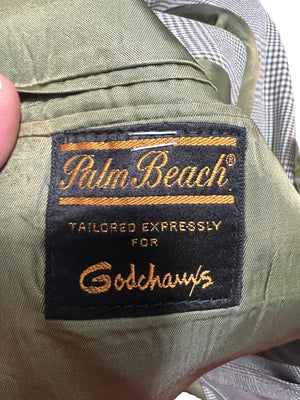 Palm Beach®
TAILORED EXPRESSLY
FOR
Godchaux's